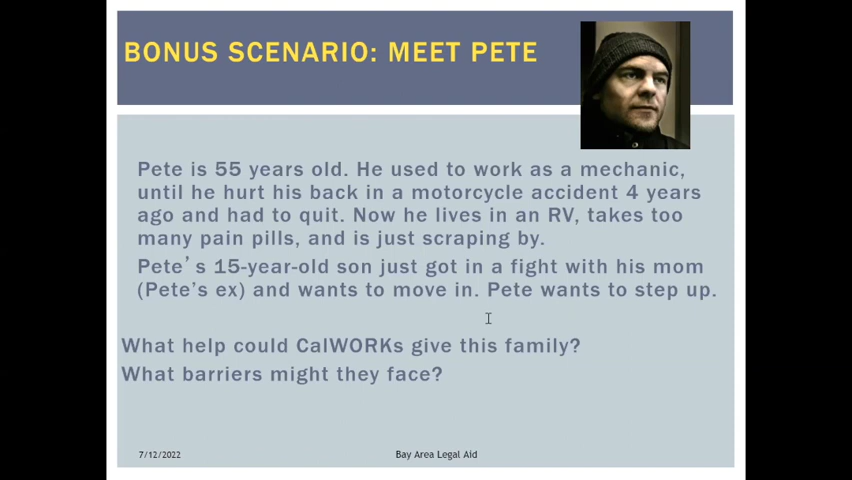 BONUS SCENARIO: MEET PETE
Pete is 55 years old. He used to work as a mechanic,
until he hurt his back in a motorcycle accident 4 years
ago and had to quit. Now he lives in an RV, takes too
many pain pills, and is just scraping by.
Pete’s 15-year-old son just got in a fight with his mom
(Pete’s ex) and wants to move in. Pete wants to step up.
What help could CalWORKs give this family?
What barriers might they face?
7/12/2022
Bay Area Legal Aid